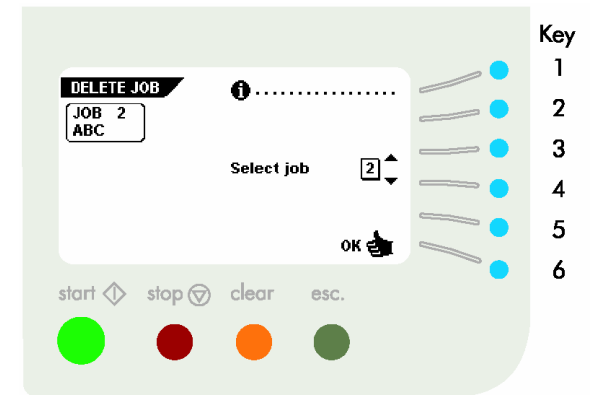 Key
1
2
3
4
5
6
DELETE JOB
JOB 2
ABC
i ..................
Select job 2
OK
start stop clear esc.